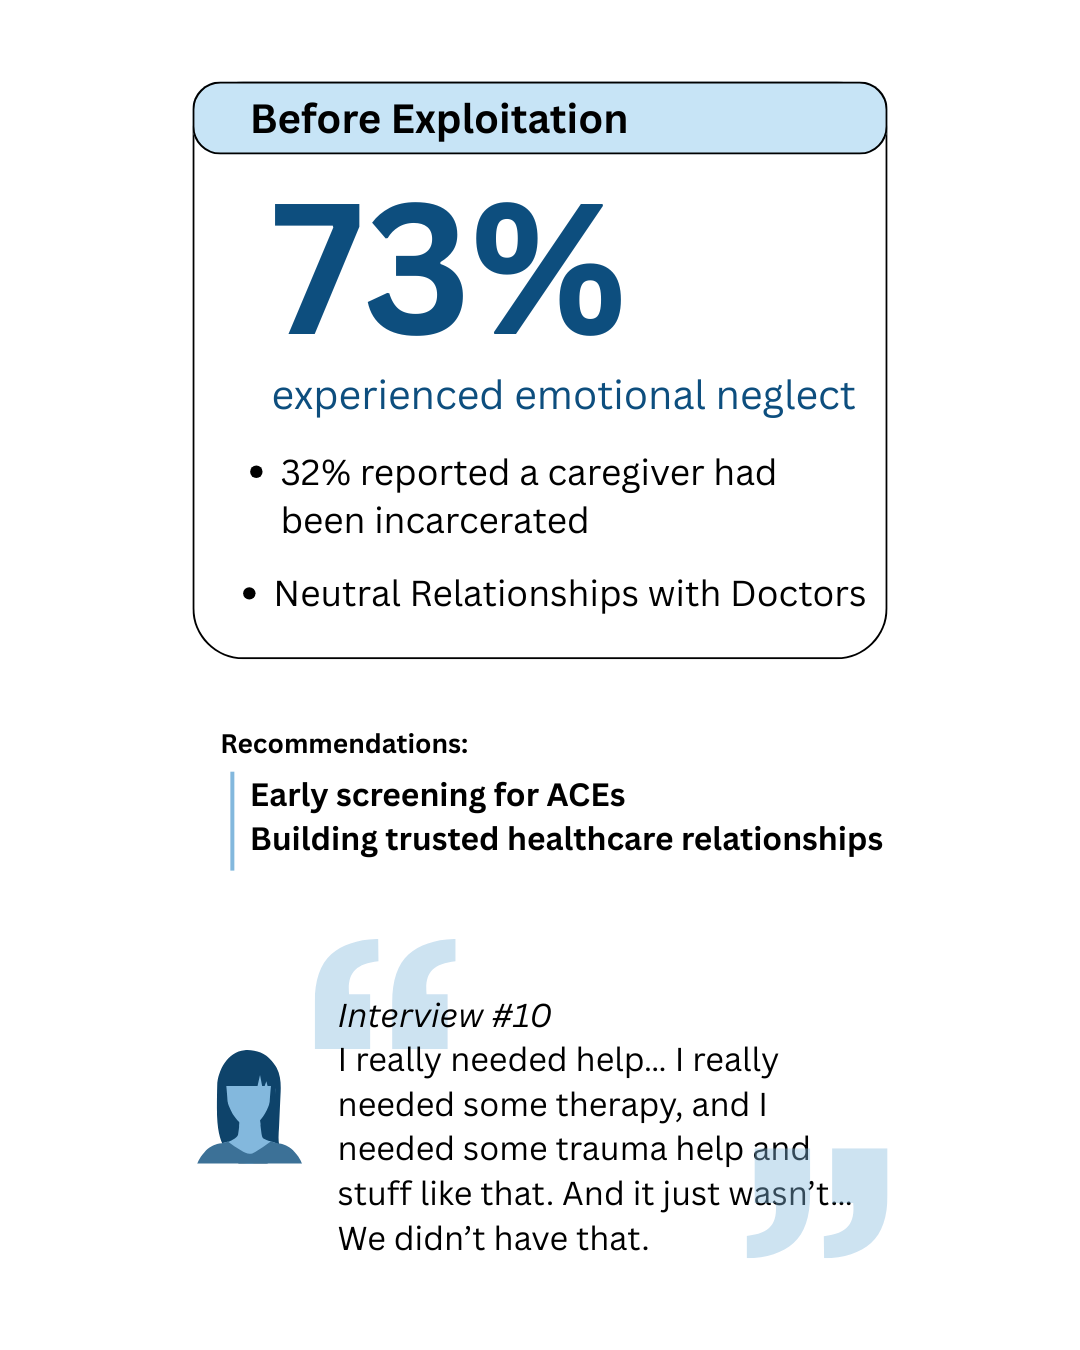 Before Exploitation
73%
experienced emotional neglect
• 32% reported a caregiver had
been incarcerated
• Neutral Relationships with Doctors
Recommendations:
Early screening for ACEs
Building trusted healthcare relationships
“
Interview #10
I really needed help... I really
needed some therapy, and I
needed some trauma help and
stuff like that. And it just wasn’t...
We didn’t have that.
”